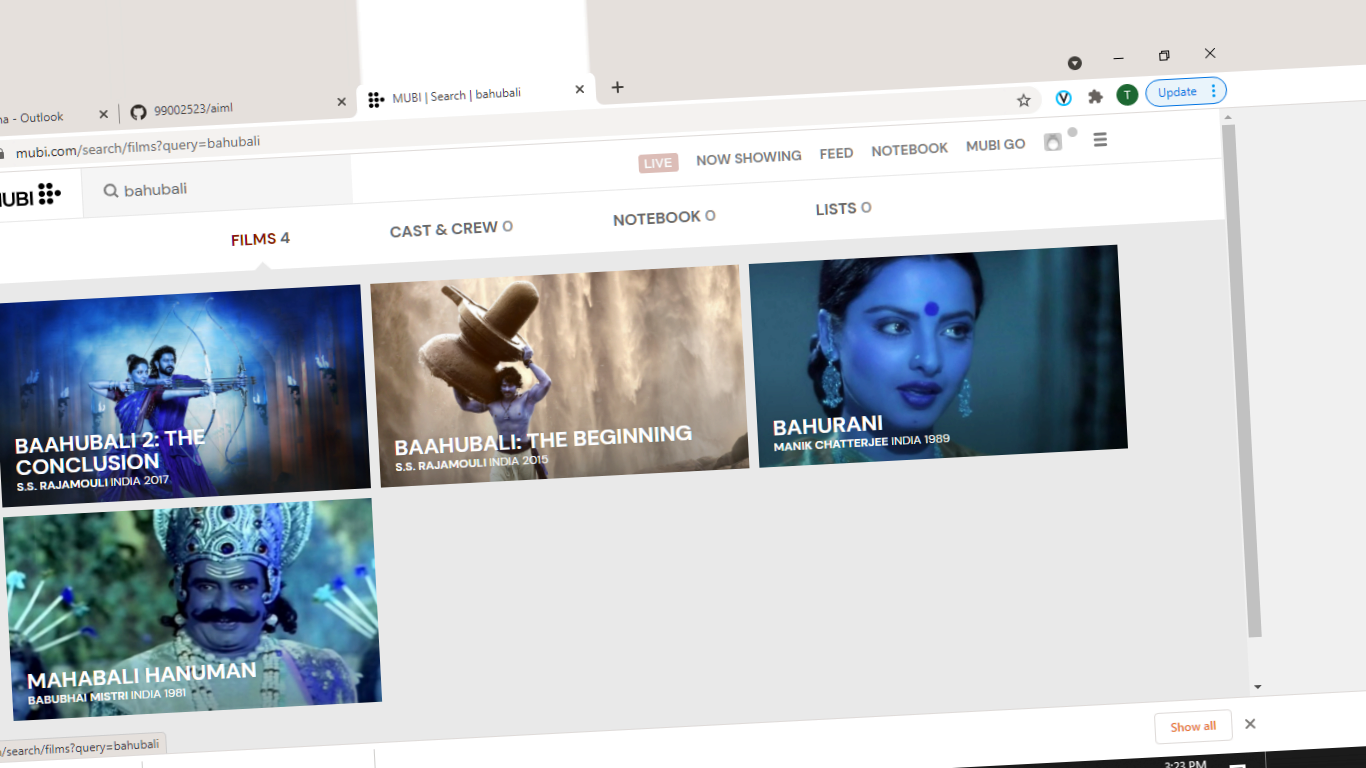 - Outlook
99002523/aiml
MUBI | Search | bahubali
mubi.com/search/films?query=bahubali
T
Update
bahubali
LIVE
NOW SHOWING
FEED
NOTEBOOK
MUBI GO
FILMS 4
CAST & CREW 0
NOTEBOOK 0
LISTS 0
BAAHUBALI 2: THE
CONCLUSION
S.S. RAJAMOULI INDIA 2017
BAAHUBALI: THE BEGINNING
S.S. RAJAMOULI INDIA 2015
BAHURANI
MANIK CHATTERJEE INDIA 1989
MAHABALI HANUMAN
BABUBHAI MISTRI INDIA 1981
/search/films?query=bahubali
Show all
3:23 PM